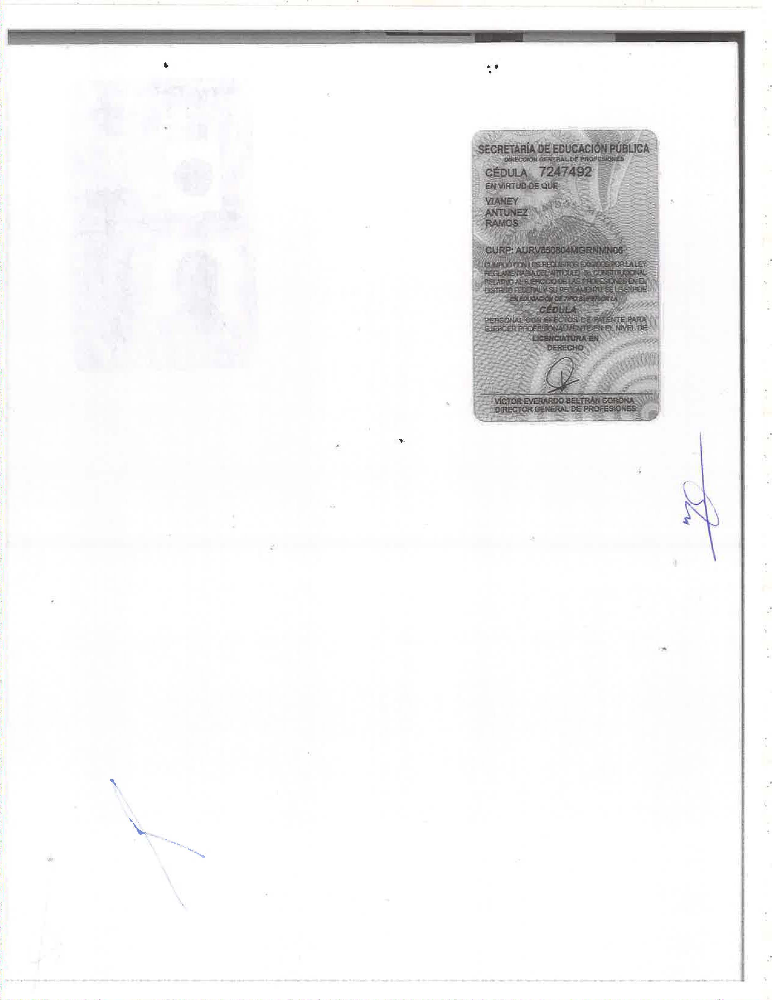 SECRETARÍA DE EDUCACIÓN PÚBLICA
DIRECCIÓN GENERAL DE PROFESIONES
CÉDULA 7247492
EN VIRTUD DE QUE
VIANEY
ANTUNEZ
RAMOS
CURP: AURV850804MGRNMN06
CUMPLIO CON LOS REQUISITOS EXIGIDOS POR LA LEY
REGLAMENTARIA DEL ARTICULO 5o. CONSTITUCIONAL
RELATIVO AL EJERCICIO DE LAS PROFESIONES EN EL
DISTRITO FEDERAL Y SU REGLAMENTO SE LE EXPIDE
EN EDUCACIÓN DE TIPO SUPERIOR LA
CÉDULA
PERSONAL CON EFECTOS DE PATENTE PARA
EJERCER PROFESIONALMENTE EN EL NIVEL DE
LICENCIATURA EN
DERECHO
VÍCTOR EVERARDO BELTRÁN CORONA
DIRECTOR GENERAL DE PROFESIONES